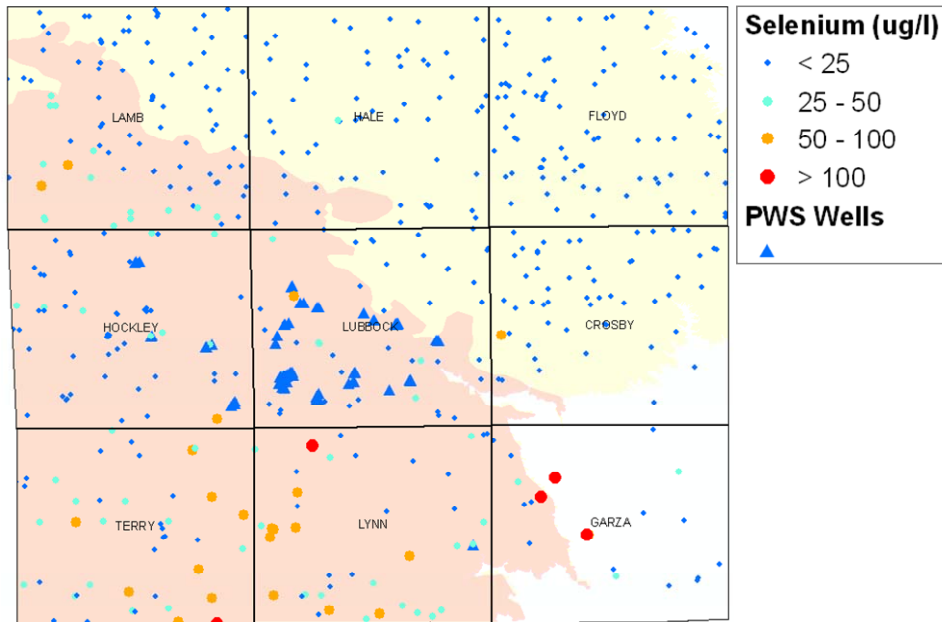 Selenium (ug/l)
< 25
25 - 50
50 - 100
> 100
PWS Wells
LAMB
HALE
FLOYD
HOCKLEY
LUBBOCK
CROSBY
TERRY
LYNN
GARZA